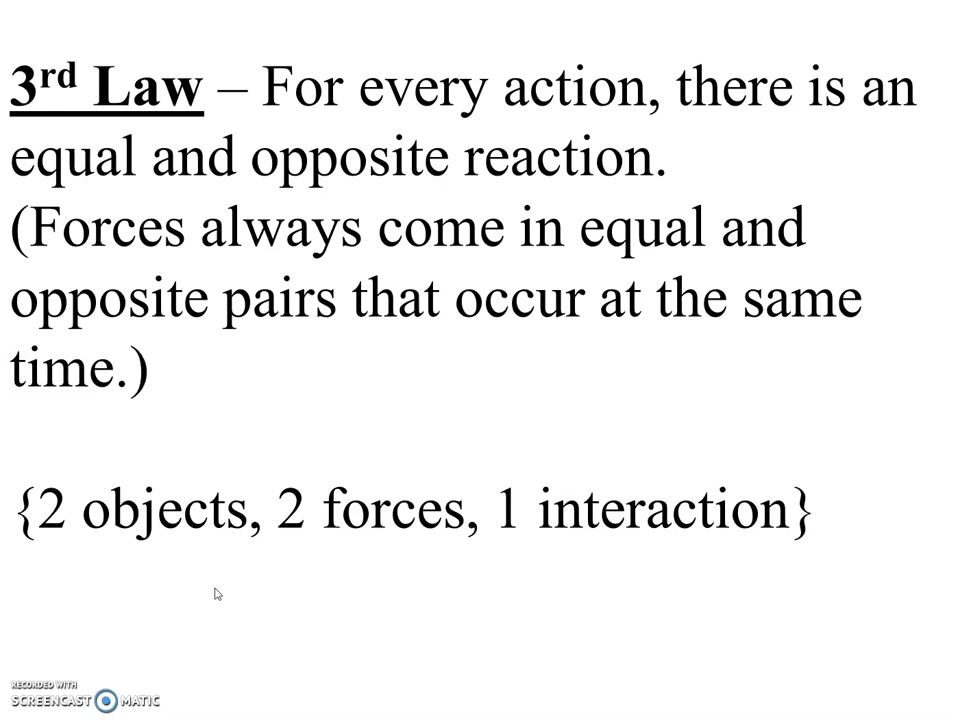 3rd Law – For every action, there is an
equal and opposite reaction.
(Forces always come in equal and
opposite pairs that occur at the same
time.)
{2 objects, 2 forces, 1 interaction}
RECORDED WITH
SCREENCAST MATIC